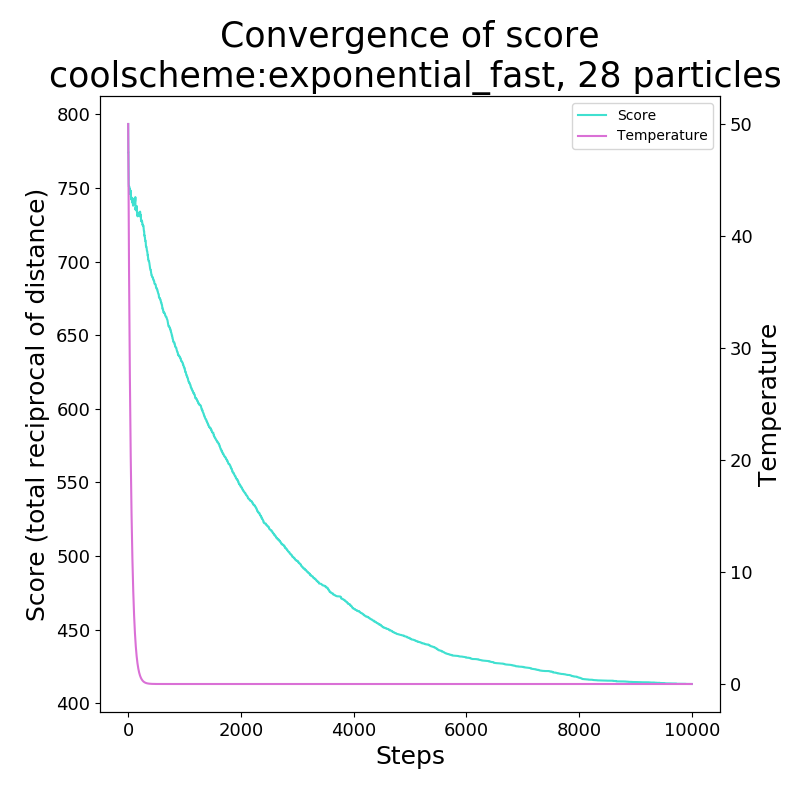 Convergence of score
coolscheme:exponential_fast, 28 particles
Score
Temperature
800
750
700
650
600
550
500
450
400
Score (total reciprocal of distance)
50
40
30
20
10
0
Temperature
0 2000 4000 6000 8000 10000
Steps